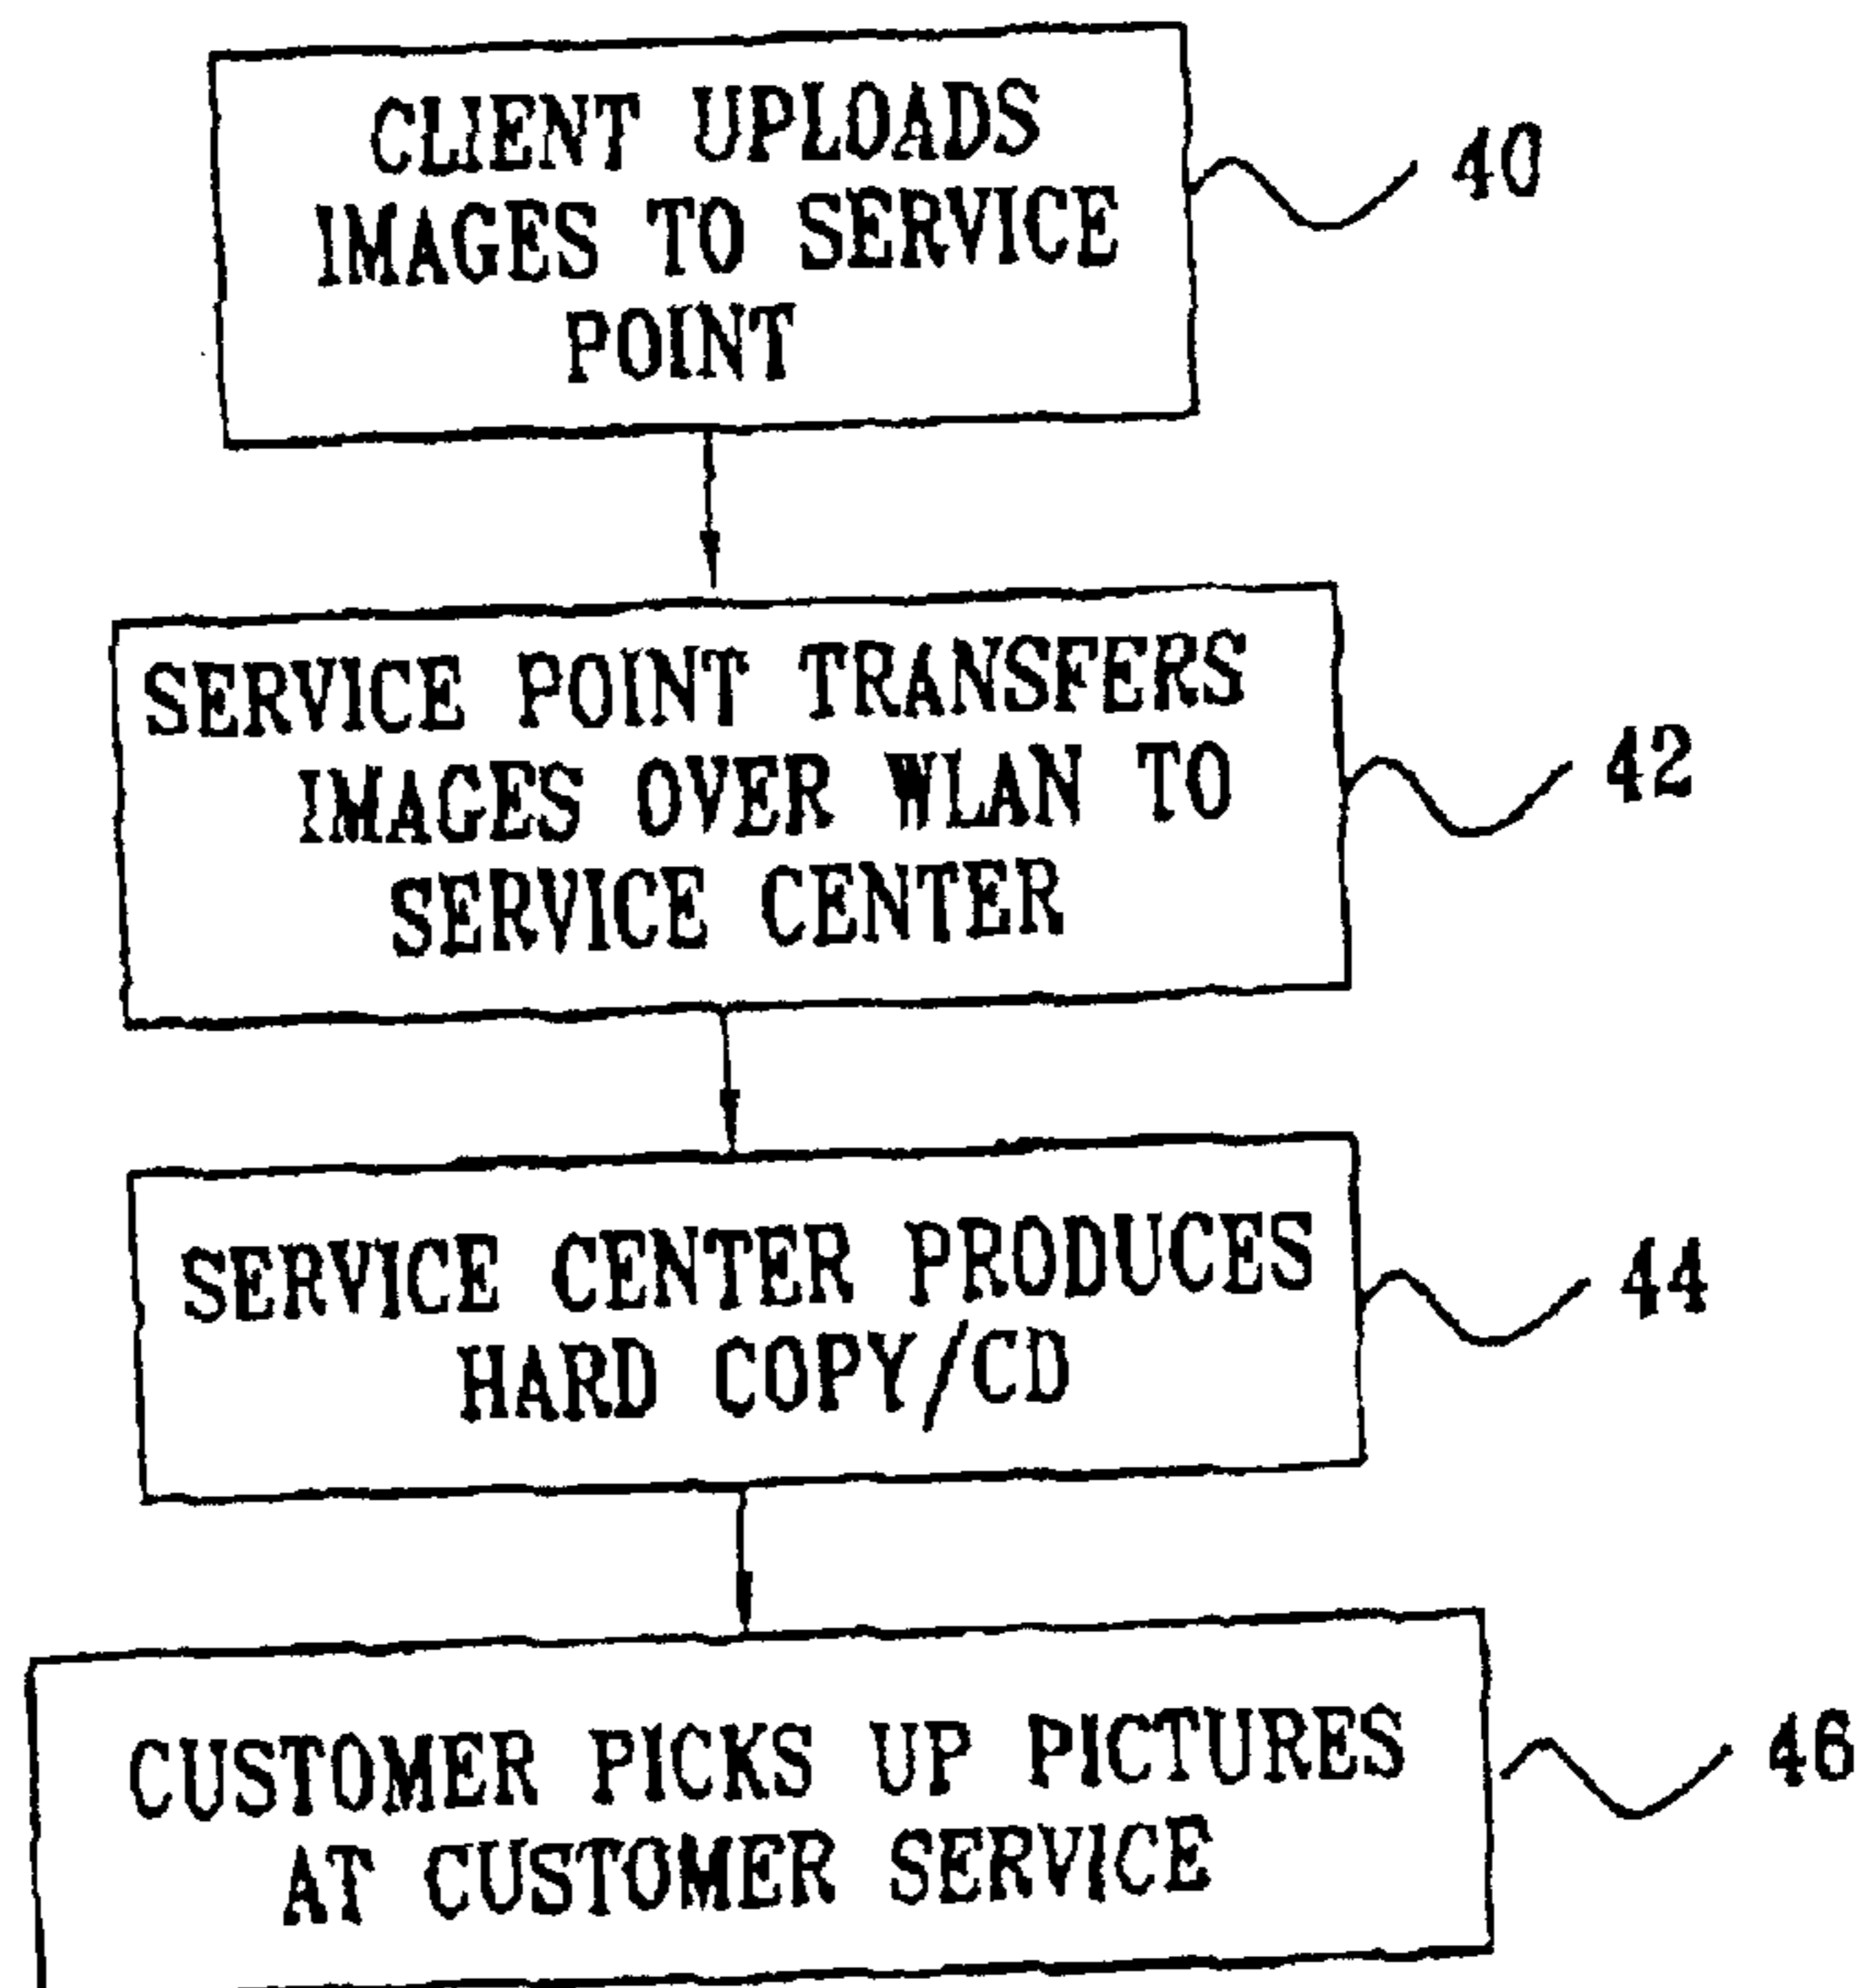 CLIENT UPLOADS
IMAGES TO SERVICE
POINT
40
SERVICE POINT TRANSFERS
IMAGES OVER WLAN TO
SERVICE CENTER
42
SERVICE CENTER PRODUCES
HARD COPY/CD
44
CUSTOMER PICKS UP PICTURES
AT CUSTOMER SERVICE
46